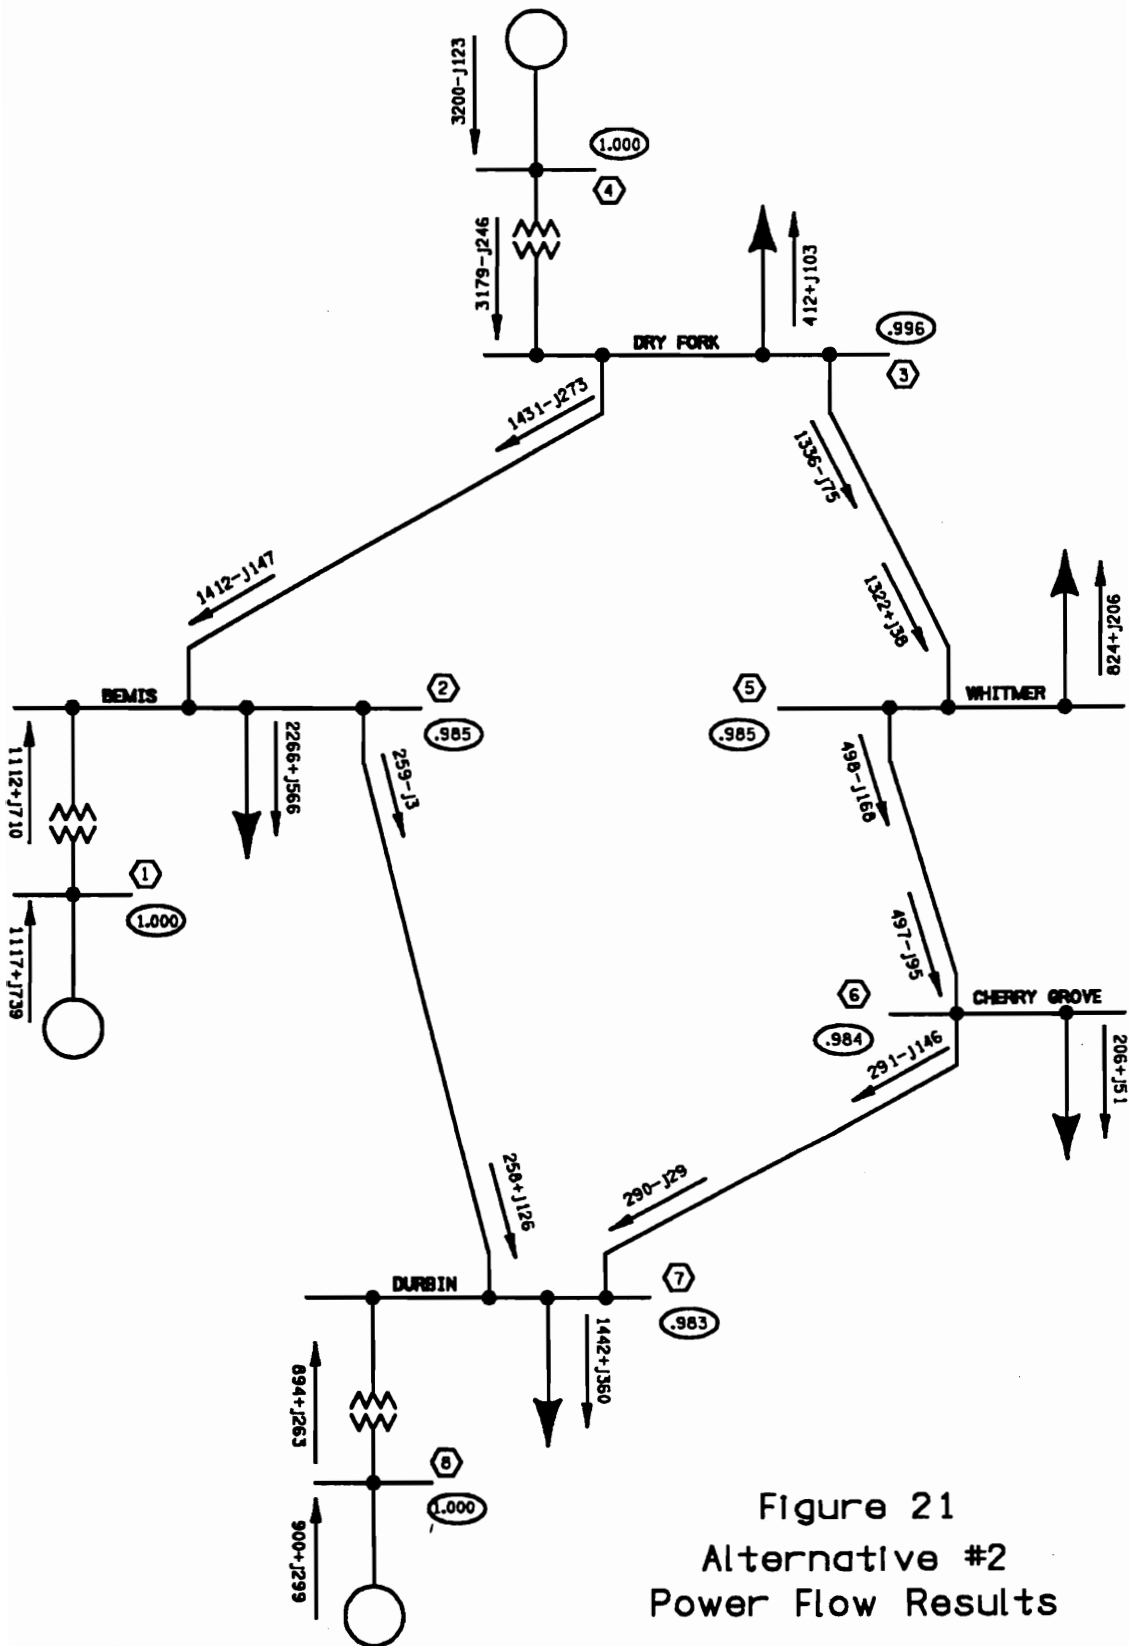 3200-J123
1.000
4
3179-J246
412+J103
.996
DRY FORK
3
1431-J273
1336-J75
1412-J147
1322+J38
824+J206
BEMIS
2
5
WHITMER
.985
.985
1112+J710
2266+J566
259-J3
498-J168
1
1.000
1117+J739
497-J95
6
CHERRY GROVE
.984
291-J146
206+J51
258+J126
290-J29
DURBIN
7
.983
894+J263
1442+J360
8
1.000
900+J299
Figure 21
Alternative #2
Power Flow Results